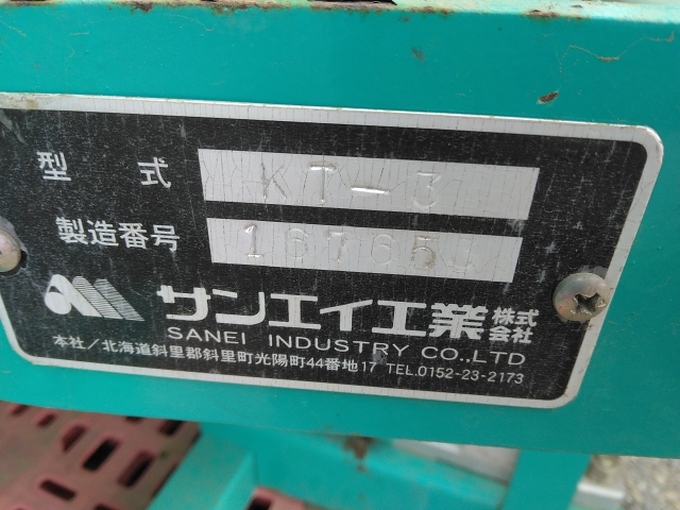 型式 KT-3
製造番号
サンエイ工業株式会社
SANEI INDUSTRY CO.,LTD
本社/北海道斜里郡斜里町光陽町44番地17 TEL.0152-23-2173